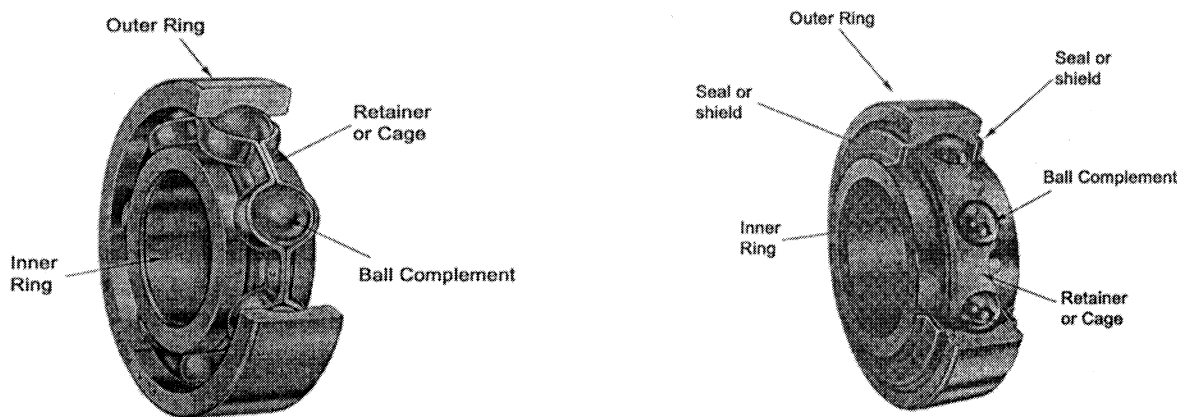 Outer Ring
Retainer
or Cage
Inner
Ring
Ball Complement
Outer Ring
Seal or
shield
Seal or
shield
Ball Complement
Inner
Ring
Retainer
or Cage